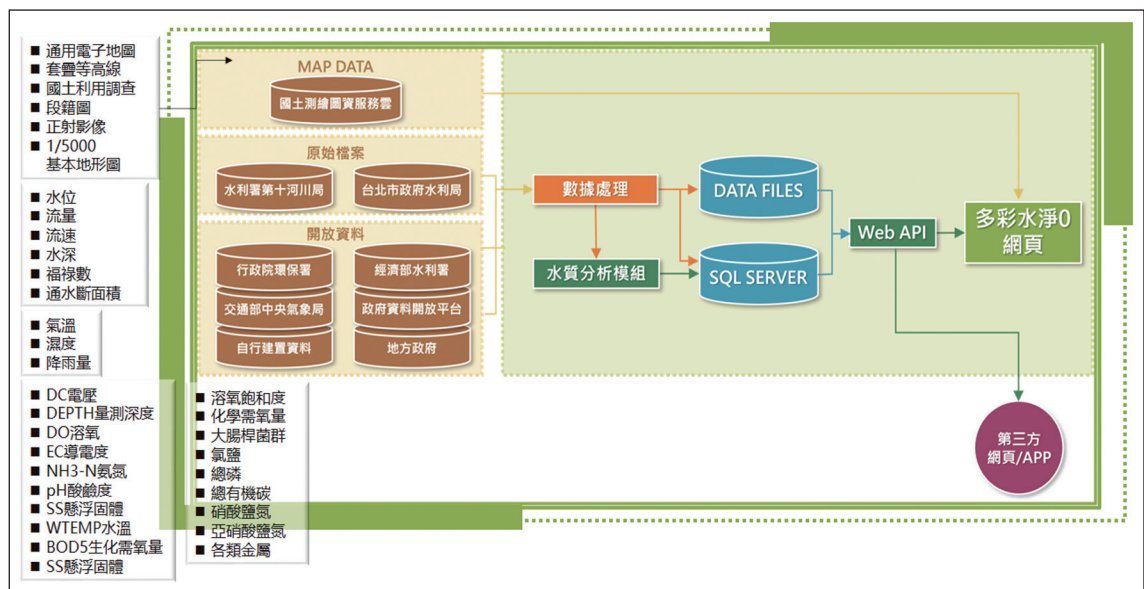 通用電子地圖
套疊等高線
國土利用調查
段籍圖
正射影像
1/5000
基本地形圖
水位
流量
流速
水深
福祿數
通水斷面積
氣溫
濕度
降雨量
DC電壓
DEPTH量測深度
DO溶氧
EC導電度
NH3-N氨氮
pH酸鹼度
SS懸浮固體
WTEMP水溫
BOD5生化需氧量
SS懸浮固體
溶氧飽和度
化學需氧量
大腸桿菌群
氯鹽
總磷
總有機碳
硝酸鹽氮
亞硝酸鹽氮
各類金屬
MAP DATA
國土測繪圖資服務雲
原始檔案
水利署第十河川局
台北市政府水利局
開放資料
行政院環保署
經濟部水利署
交通部中央氣象局
政府資料開放平台
自行建置資料
地方政府
數據處理
水質分析模組
DATA FILES
SQL SERVER
Web API
多彩水淨0
網頁
第三方
網頁/APP